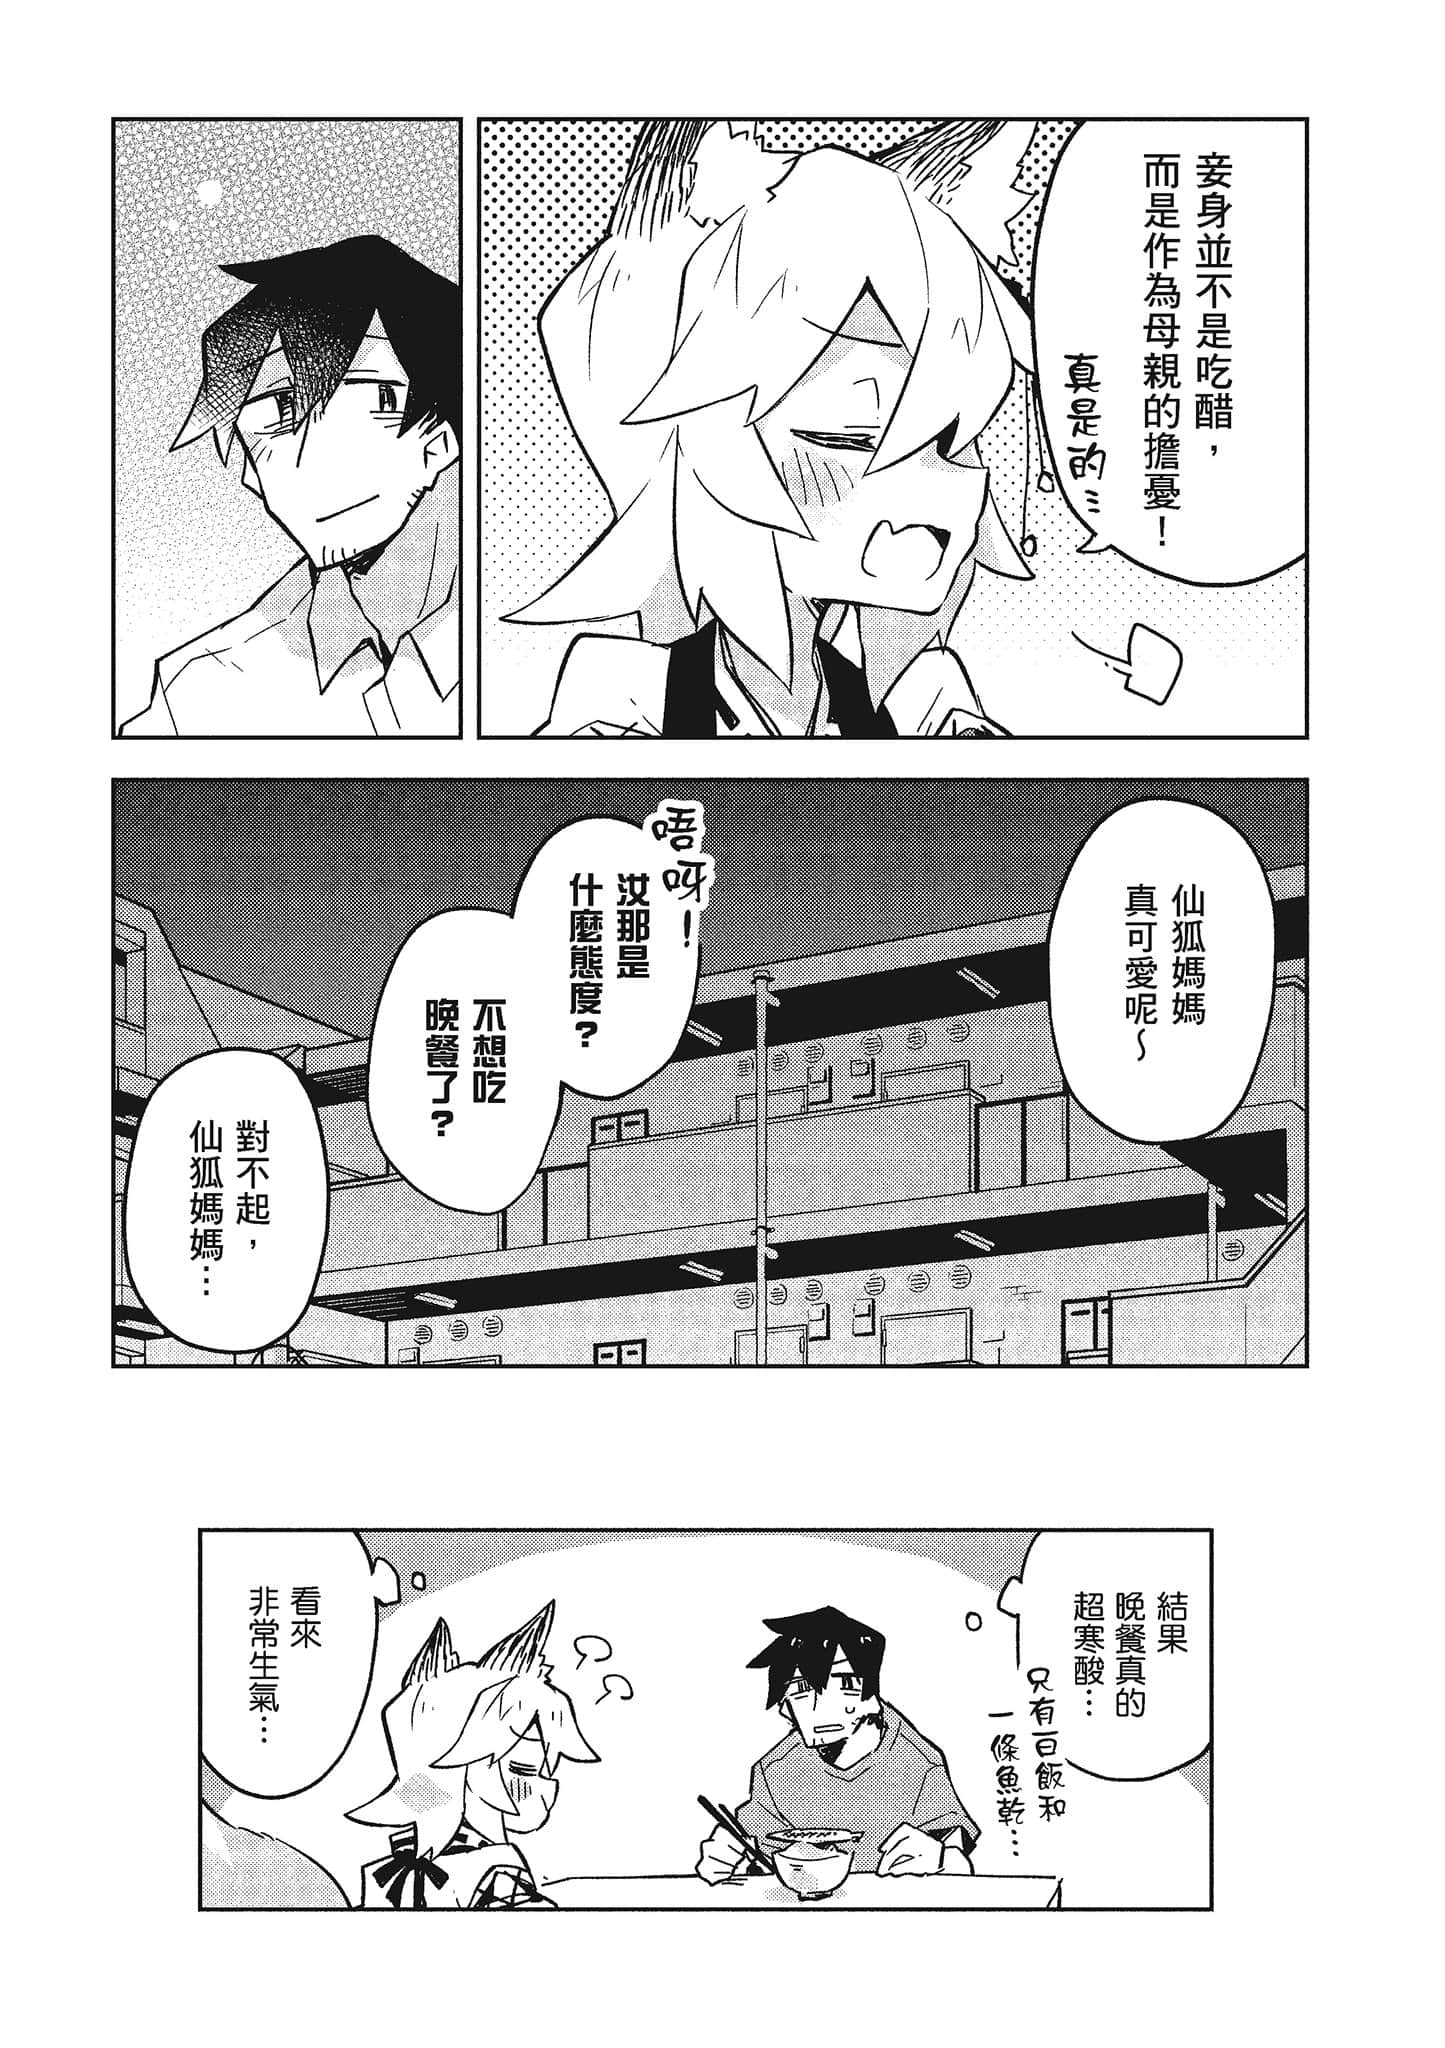 妾身並不是吃醋，
而是作為母親的擔憂！
真是的…
仙狐媽媽
真可愛呢～
唔呀！
汝那是
什麼態度？
不想吃
晚餐了？
對不起，
仙狐媽媽…
結果
晚餐真的
超寒酸…
只有白飯和
一條魚乾…
看來
非常生氣…